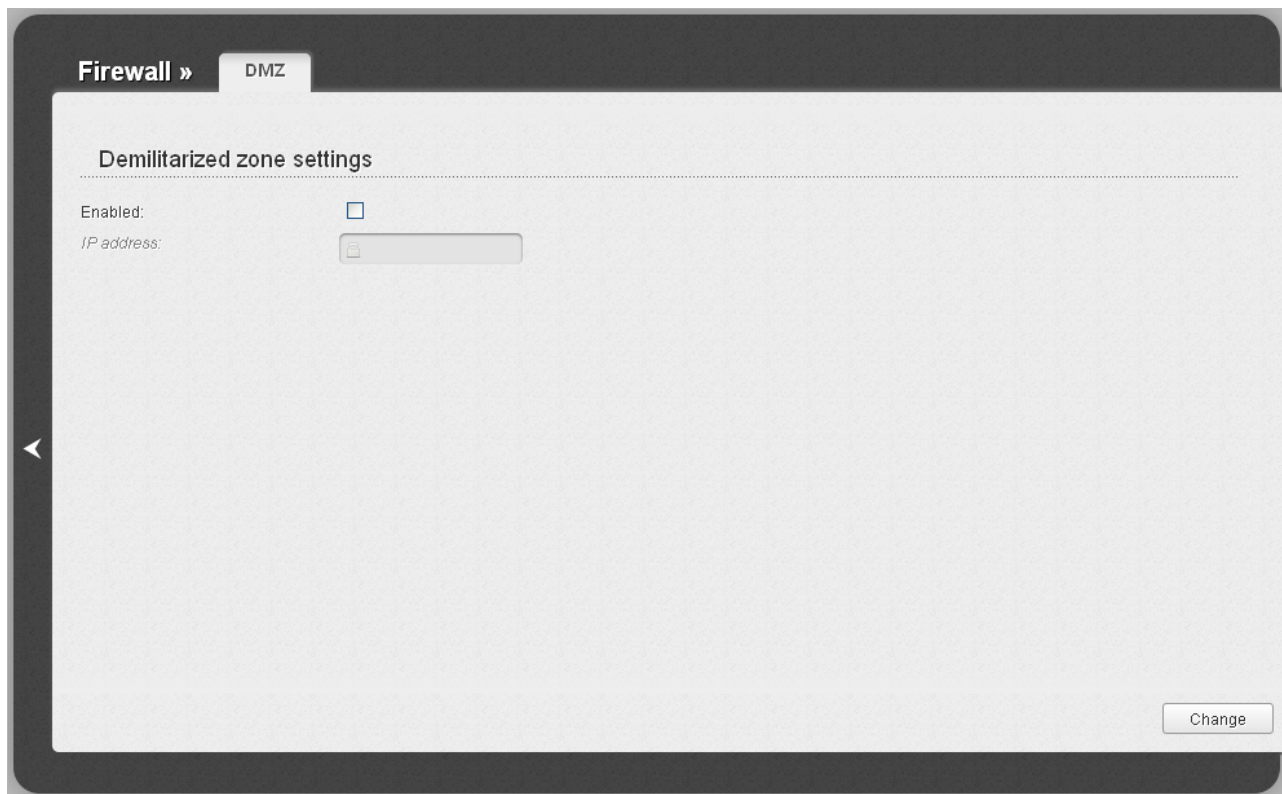 Firewall » DMZ
Demilitarized zone settings
Enabled:
IP address:
Change